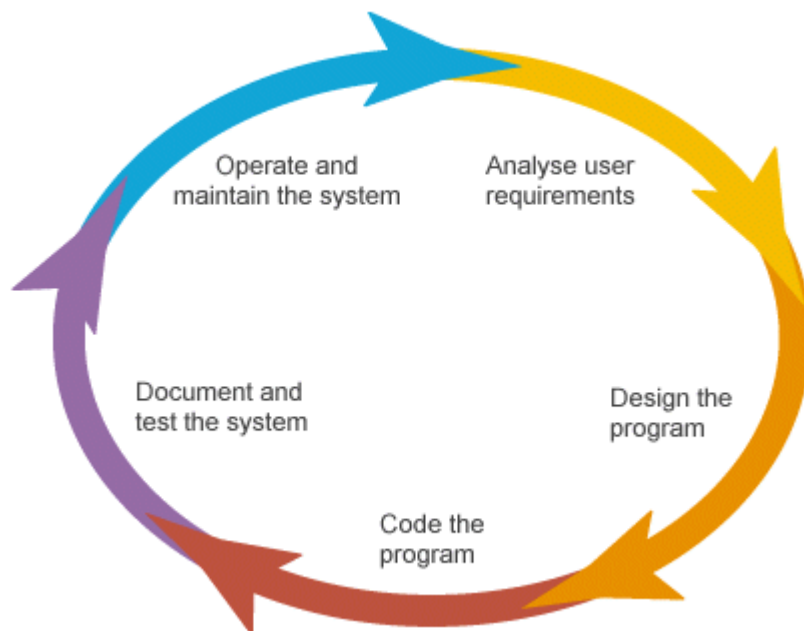 Operate and
maintain the system
Analyse user
requirements
Design the
program
Code the
program
Document and
test the system